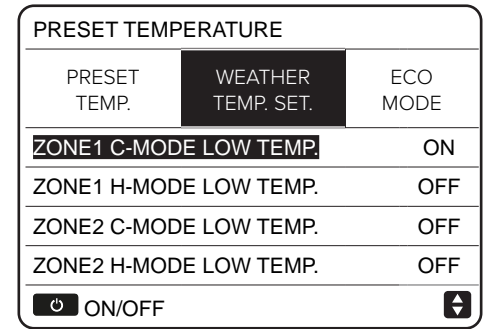 PRESET TEMPERATURE
PRESET
TEMP.
WEATHER
TEMP. SET.
ECO
MODE
ZONE1 C-MODE LOW TEMP. ON
ZONE1 H-MODE LOW TEMP. OFF
ZONE2 C-MODE LOW TEMP. OFF
ZONE2 H-MODE LOW TEMP. OFF
ON/OFF